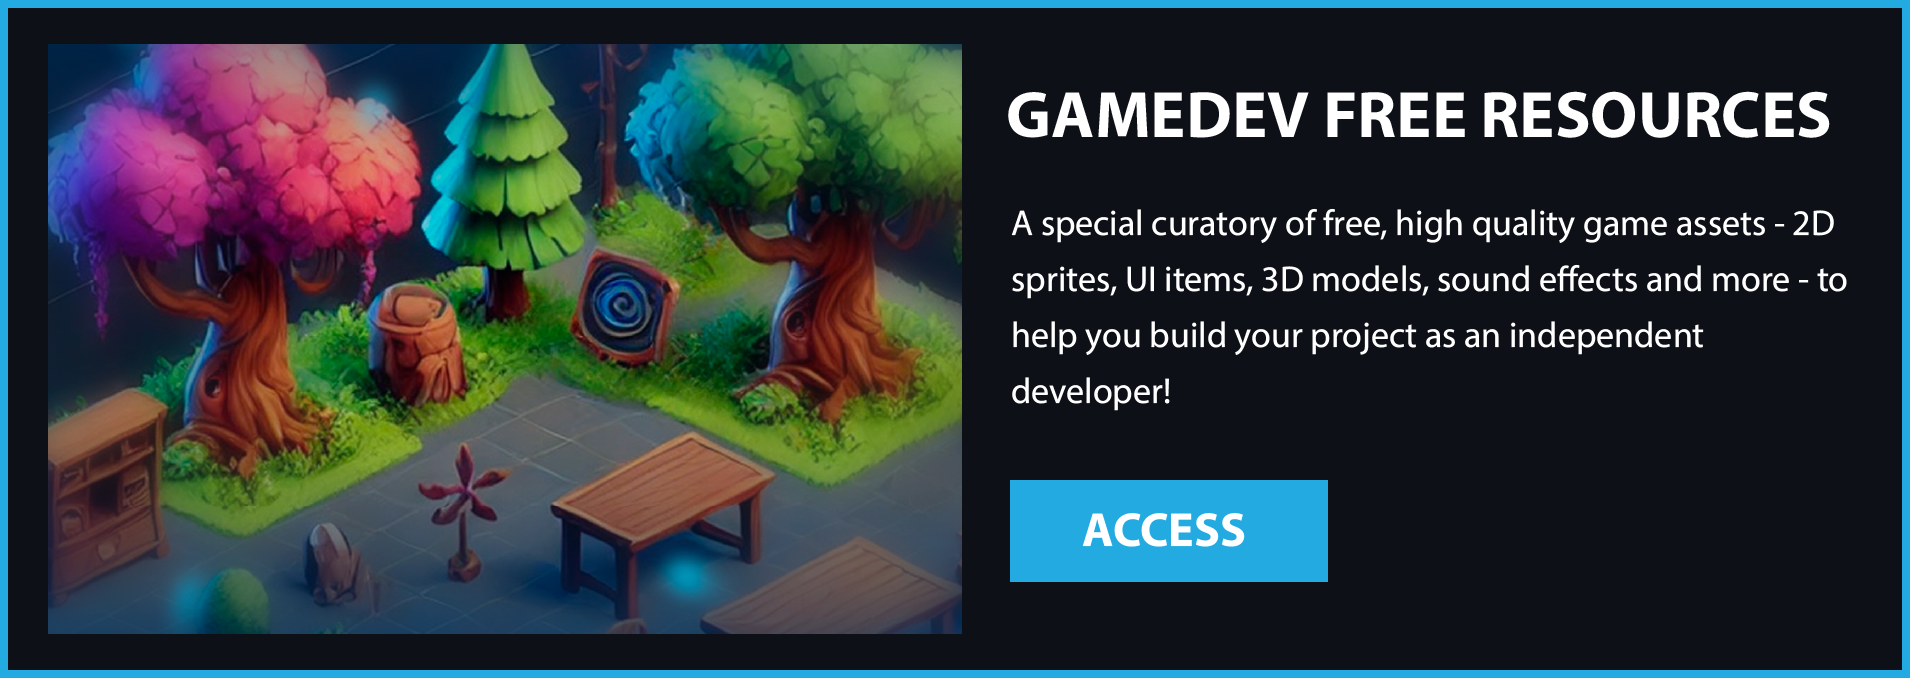 GAMEDEV FREE RESOURCES
A special curatory of free, high quality game assets - 2D
sprites, UI items, 3D models, sound effects and more - to
help you build your project as an independent
developer!
ACCESS